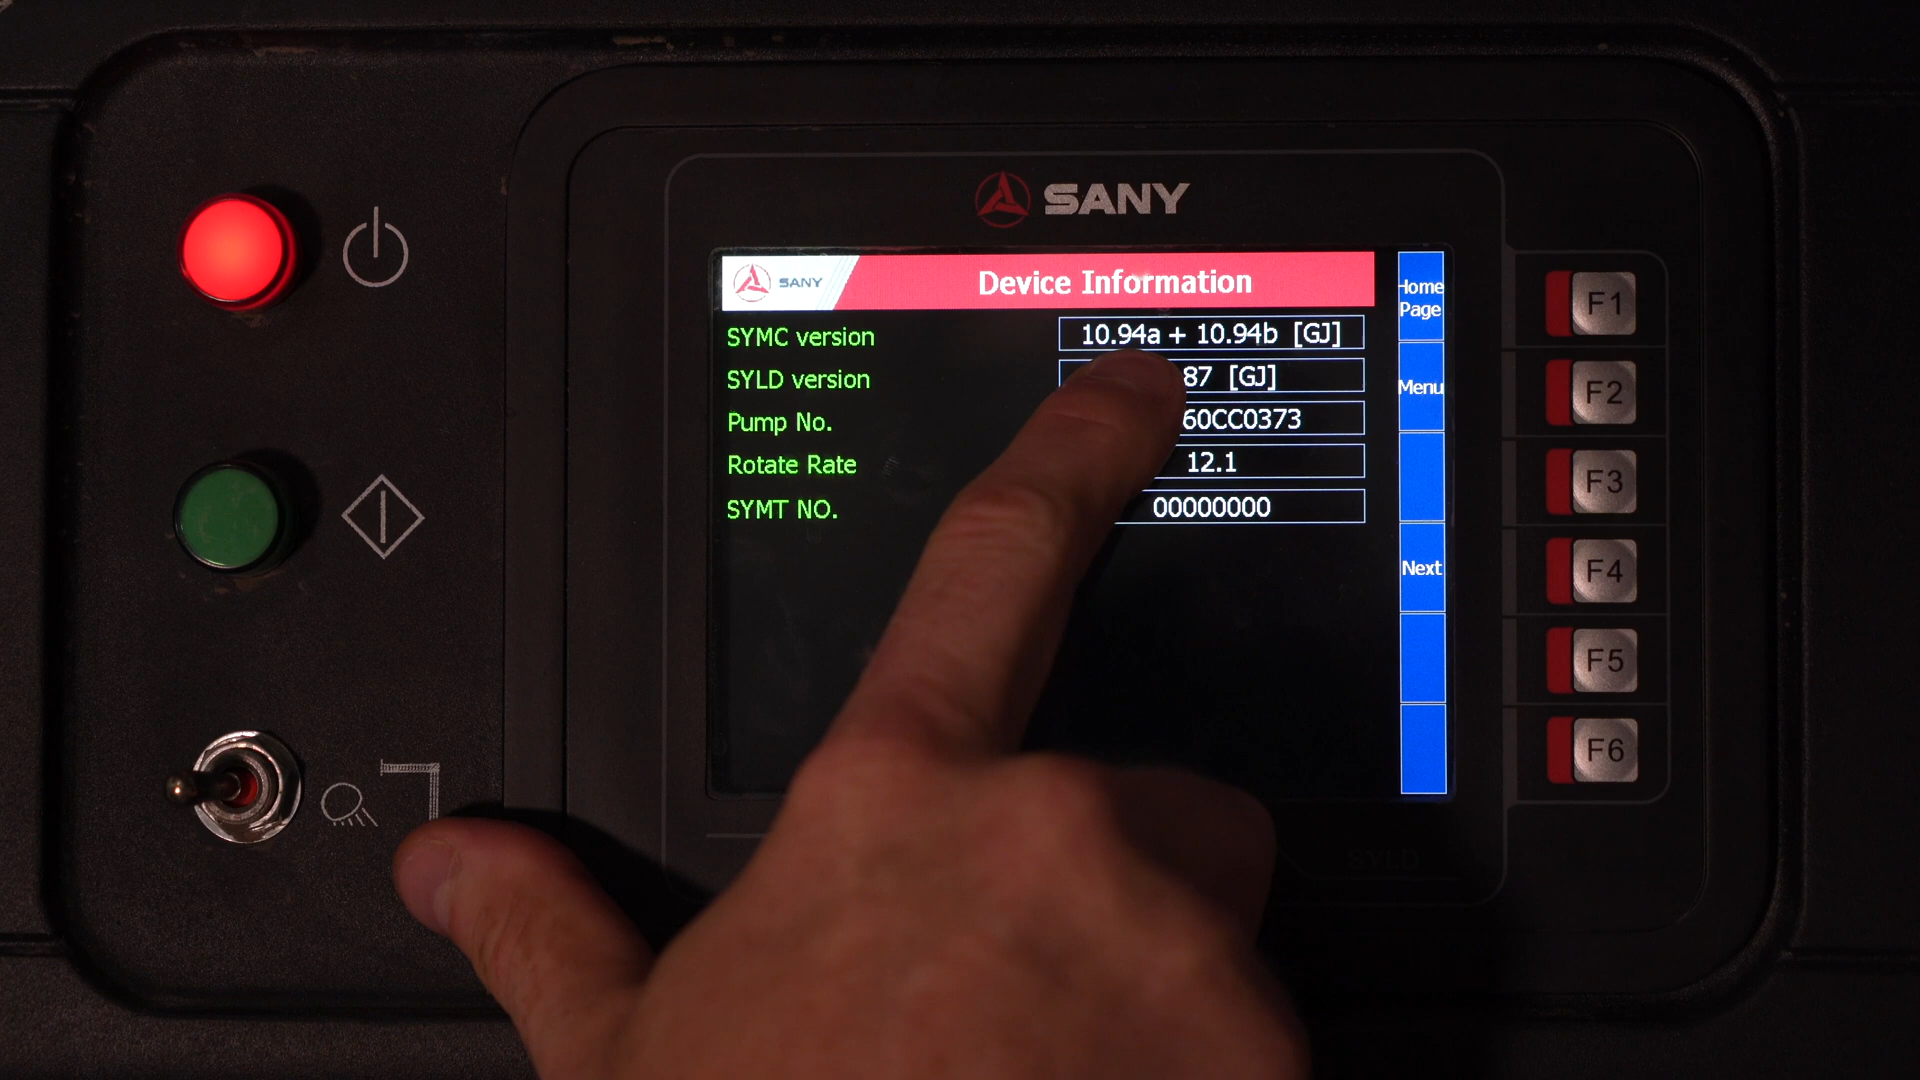 SANY
SANY
Device Information
SYMC version 10.94a + 10.94b [GJ]
SYLD version 87 [GJ]
Pump No. 60CC0373
Rotate Rate 12.1
SYMT NO. 00000000
Home Page
Menu
Next
F1
F2
F3
F4
F5
F6
SYLD